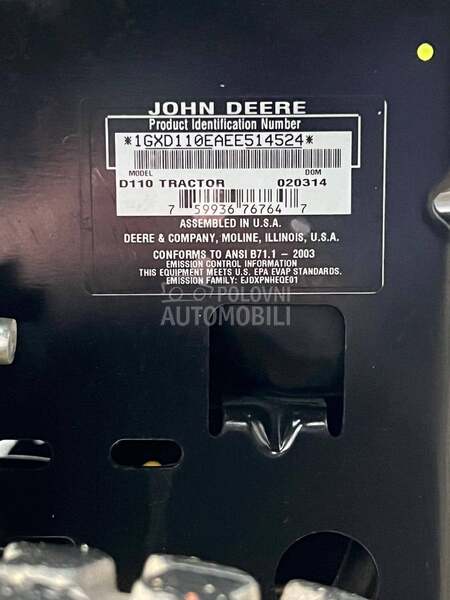 JOHN DEERE
Product Identification Number
*1GXD110EAEE514524*
MODEL DOM
D110 TRACTOR 020314
7 59936 76764 7
ASSEMBLED IN U.S.A.
DEERE & COMPANY, MOLINE, ILLINOIS, U.S.A.
CONFORMS TO ANSI B71.1 – 2003
EMISSION CONTROL INFORMATION
THIS EQUIPMENT MEETS U.S. EPA EVAP STANDARDS.
EMISSION FAMILY: EJDXPNHEQE01
POLOVNI
AUTOMOBILI